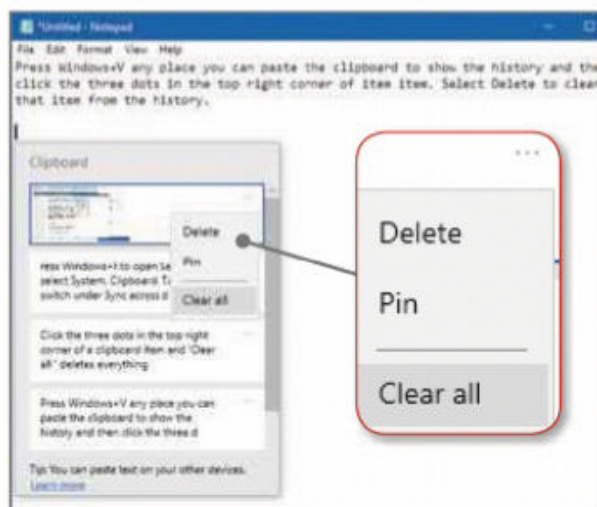 *Untitled - Notepad
File Edit Format View Help
Press Windows+V any place you can paste the clipboard to show the history and the
click the three dots in the top right corner of item item. Select Delete to clear
that item from the history.
Clipboard
Delete
Pin
Clear all
ress Windows+I to open Se
select System, Clipboard T
switch under Sync across d
Click the three dots in the top right
corner of a clipboard item and "Clear
all" deletes everything
Press Windows+V any place you can
paste the clipboard to show the
history and then click the three d
Tip: You can paste text on your other devices.
Learn more
Delete
Pin
Clear all